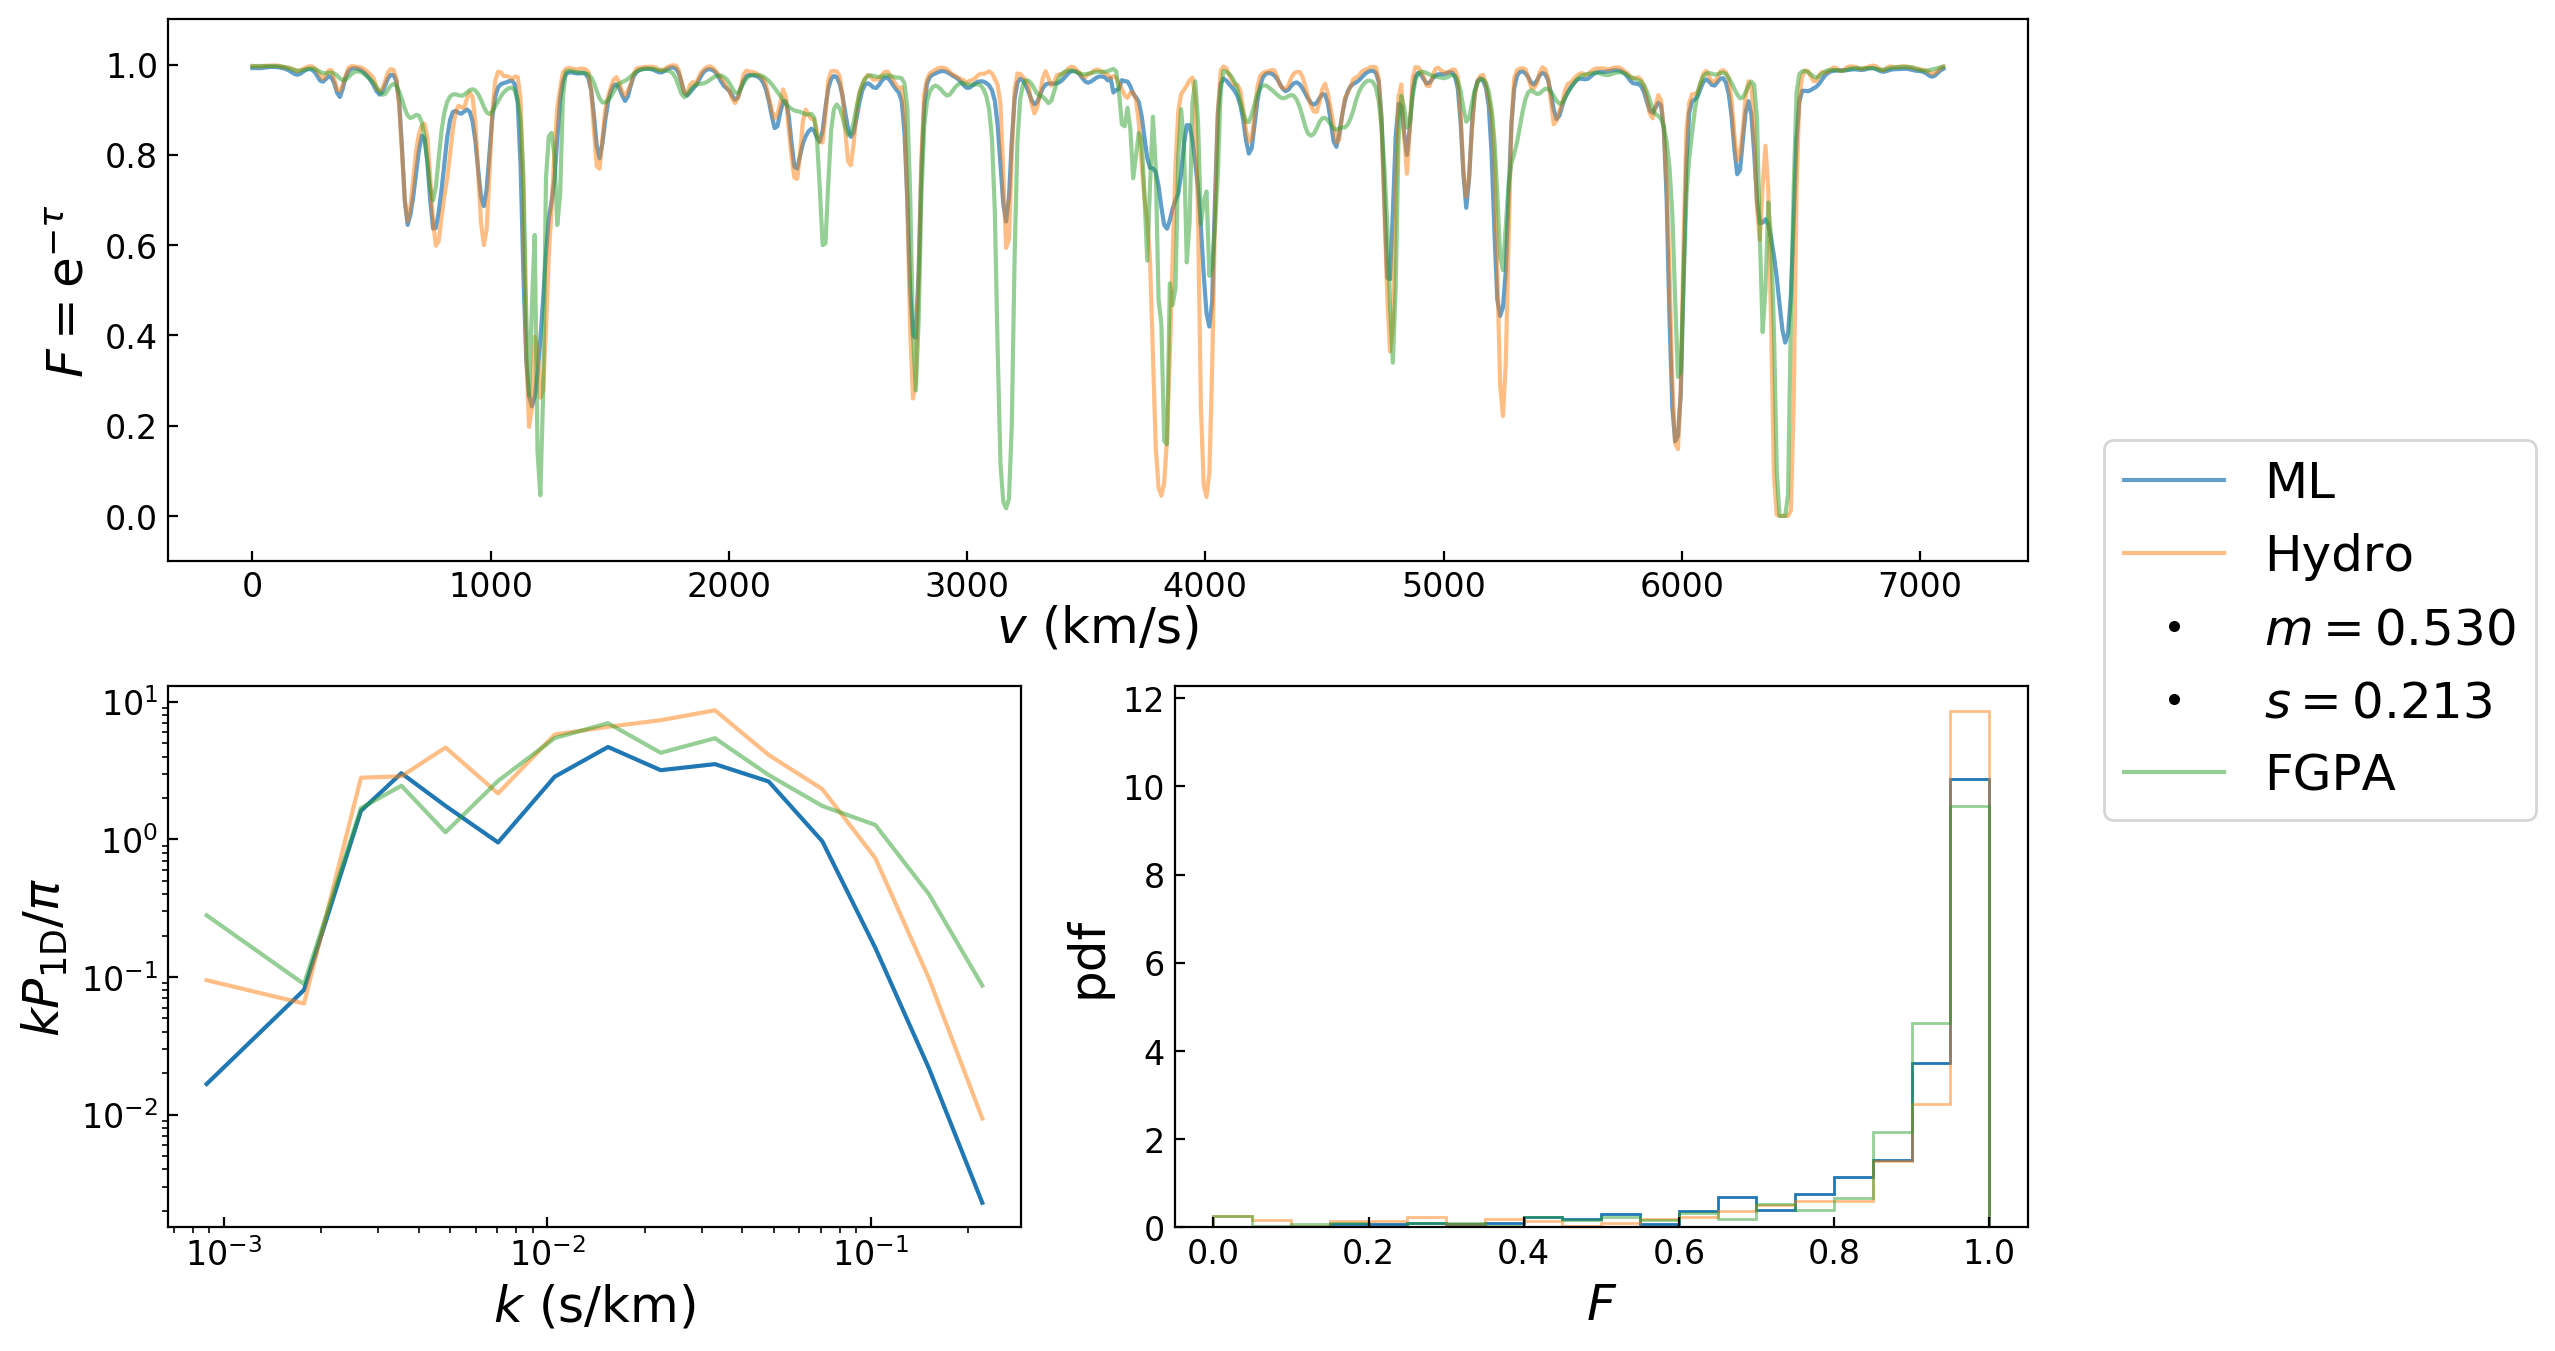 1.0
0.8
0.6
0.4
0.2
0.0
F = e^{−τ}
0 1000 2000 3000 4000 5000 6000 7000
v (km/s)
ML
Hydro
m = 0.530
s = 0.213
FGPA
10^1
10^0
10^{−1}
10^{−2}
kP_{1D}/π
10^{−3} 10^{−2} 10^{−1}
k (s/km)
12
10
8
6
4
2
0
pdf
0.0 0.2 0.4 0.6 0.8 1.0
F